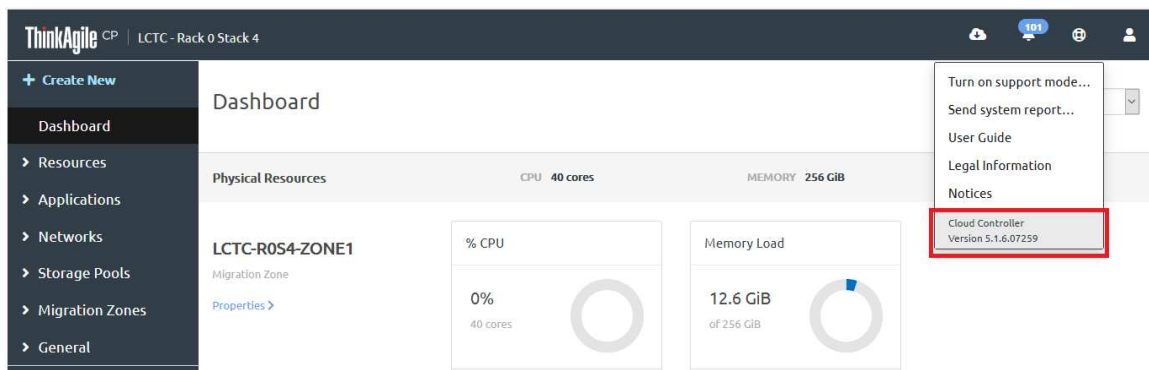 ThinkAgile CP | LCTC - Rack 0 Stack 4
101
+ Create New
Dashboard
Resources
Applications
Networks
Storage Pools
Migration Zones
General
Dashboard
Turn on support mode...
Send system report...
User Guide
Legal Information
Notices
Cloud Controller
Version 5.1.6.07259
Physical Resources CPU 40 cores MEMORY 256 GiB
LCTC-R0S4-ZONE1
Migration Zone
Properties
% CPU
0%
40 cores
Memory Load
12.6 GiB
of 256 GiB